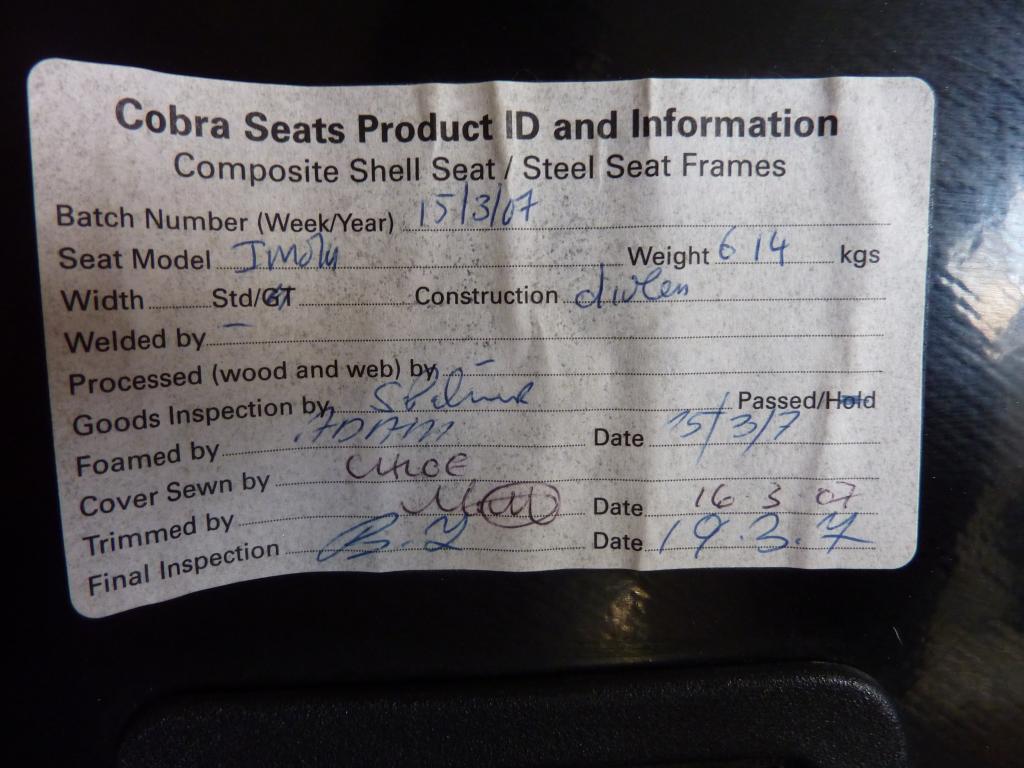 Cobra Seats Product ID and Information
Composite Shell Seat / Steel Seat Frames
Batch Number (Week/Year) 15/3/07
Seat Model Imola Weight 6 14 kgs
Width Std/GT Construction
Welded by —
Processed (wood and web) by —
Goods Inspection by Passed/Hold
Foamed by ADAM Date 15/3/7
Cover Sewn by
Trimmed by Date 16 3 07
Final Inspection Date 19.3.7